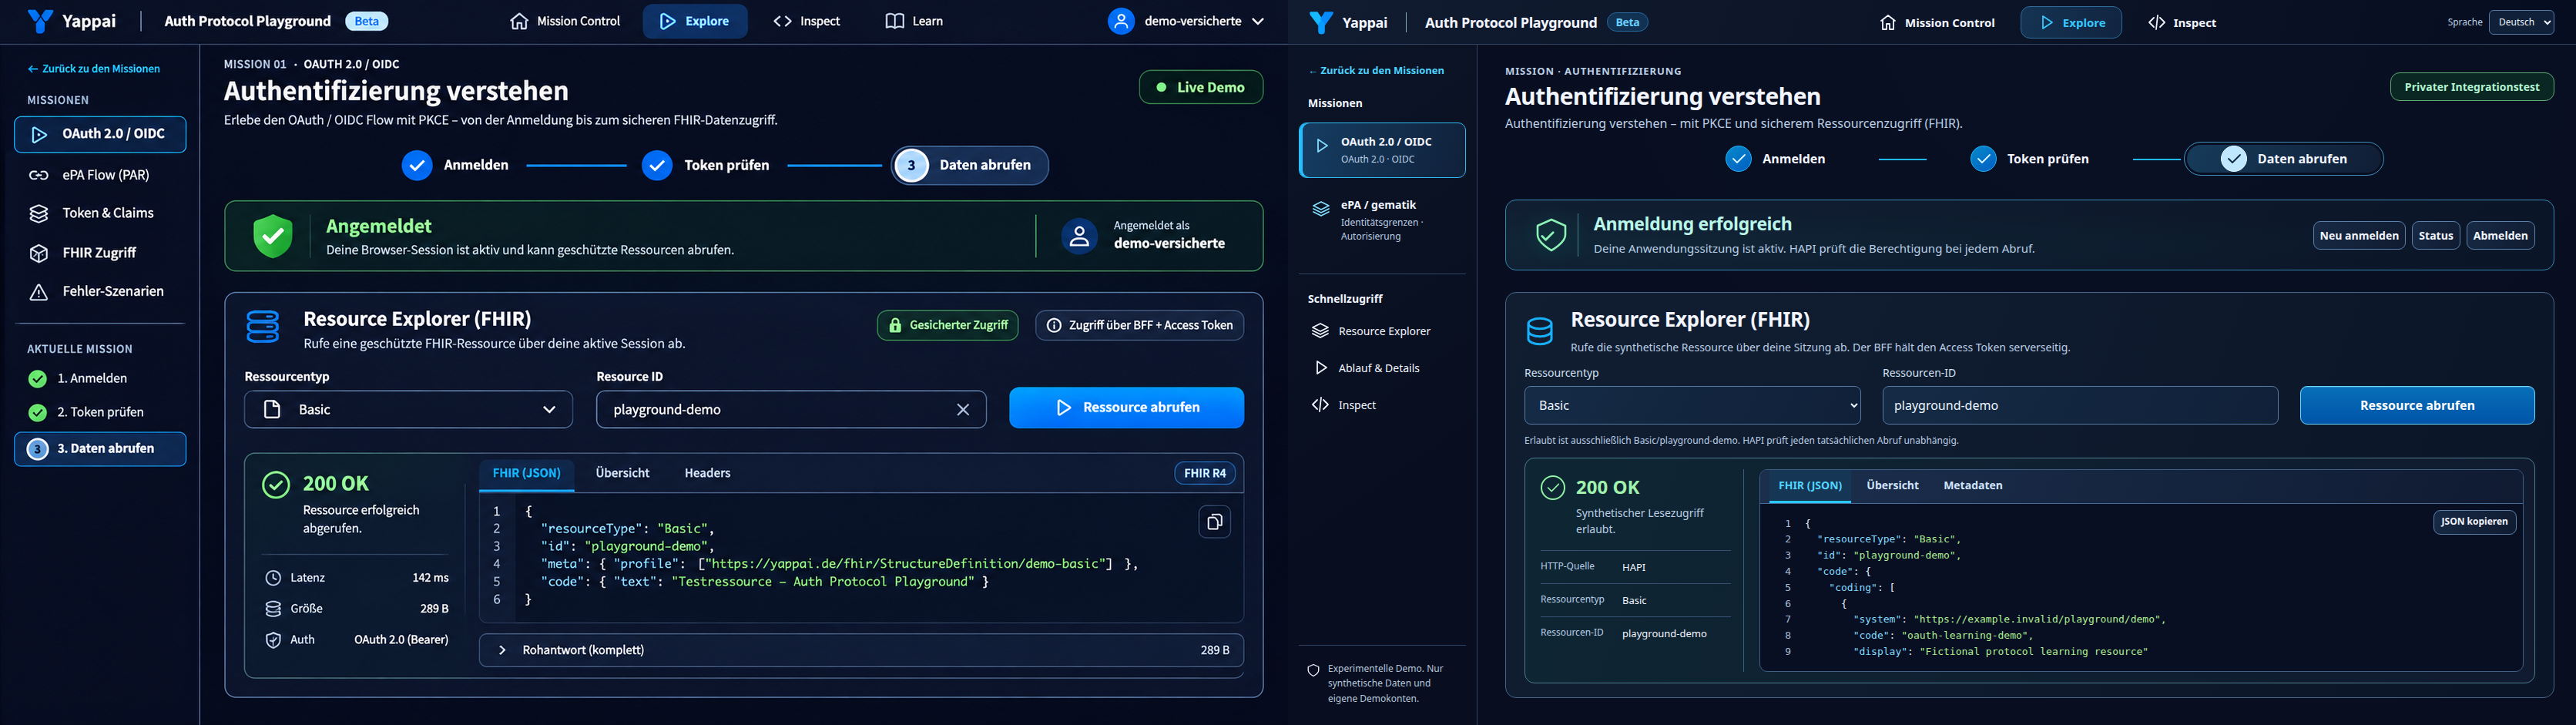 Yappai
Auth Protocol Playground
Beta
Mission Control
Explore
Inspect
Learn
demo-versicherte
← Zurück zu den Missionen
MISSIONEN
OAuth 2.0 / OIDC
ePA Flow (PAR)
Token & Claims
FHIR Zugriff
Fehler-Szenarien
AKTUELLE MISSION
1. Anmelden
2. Token prüfen
3 3. Daten abrufen
MISSION 01 · OAUTH 2.0 / OIDC
Authentifizierung verstehen
Erlebe den OAuth / OIDC Flow mit PKCE – von der Anmeldung bis zum sicheren FHIR-Datenzugriff.
Live Demo
Anmelden
Token prüfen
3 Daten abrufen
Angemeldet
Deine Browser-Session ist aktiv und kann geschützte Ressourcen abrufen.
Angemeldet als
demo-versicherte
Resource Explorer (FHIR)
Rufe eine geschützte FHIR-Ressource über deine aktive Session ab.
Gesicherter Zugriff
Zugriff über BFF + Access Token
Ressourcentyp
Basic
Resource ID
playground-demo
Ressource abrufen
200 OK
Ressource erfolgreich
abgerufen.
Latenz 142 ms
Größe 289 B
Auth OAuth 2.0 (Bearer)
FHIR (JSON)
Übersicht
Headers
FHIR R4
1 {
2 "resourceType": "Basic",
3 "id": "playground-demo",
4 "meta": { "profile": ["https://yappai.de/fhir/StructureDefinition/demo-basic"] },
5 "code": { "text": "Testressource – Auth Protocol Playground" }
6 }
Rohantwort (komplett) 289 B
Yappai
Auth Protocol Playground
Beta
Mission Control
Explore
Inspect
Sprache
Deutsch
← Zurück zu den Missionen
Missionen
OAuth 2.0 / OIDC
OAuth 2.0 · OIDC
ePA / gematik
Identitätsgrenzen ·
Autorisierung
Schnellzugriff
Resource Explorer
Ablauf & Details
Inspect
Experimentelle Demo. Nur
synthetische Daten und
eigene Demokonten.
MISSION · AUTHENTIFIZIERUNG
Authentifizierung verstehen
Authentifizierung verstehen – mit PKCE und sicherem Ressourcenzugriff (FHIR).
Privater Integrationstest
Anmelden
Token prüfen
Daten abrufen
Anmeldung erfolgreich
Deine Anwendungssitzung ist aktiv. HAPI prüft die Berechtigung bei jedem Abruf.
Neu anmelden
Status
Abmelden
Resource Explorer (FHIR)
Rufe die synthetische Ressource über deine Sitzung ab. Der BFF hält den Access Token serverseitig.
Ressourcentyp
Basic
Ressourcen-ID
playground-demo
Ressource abrufen
Erlaubt ist ausschließlich Basic/playground-demo. HAPI prüft jeden tatsächlichen Abruf unabhängig.
200 OK
Synthetischer Lesezugriff
erlaubt.
HTTP-Quelle HAPI
Ressourcentyp Basic
Ressourcen-ID playground-demo
FHIR (JSON)
Übersicht
Metadaten
JSON kopieren
1 {
2 "resourceType": "Basic",
3 "id": "playground-demo",
4 "code": {
5 "coding": [
6 {
7 "system": "https://example.invalid/playground/demo",
8 "code": "oauth-learning-demo",
9 "display": "Fictional protocol learning resource"